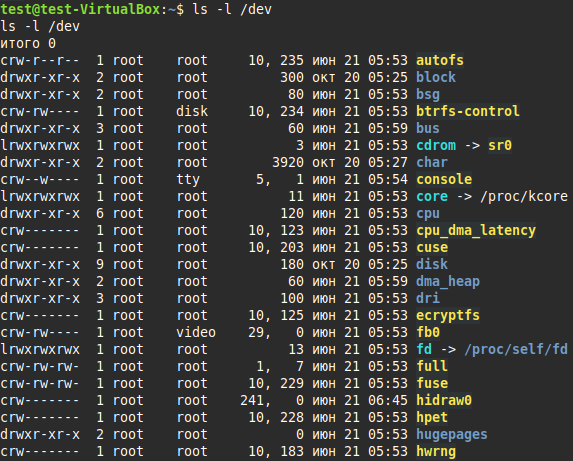 test@test-VirtualBox:~$ ls -l /dev
ls -l /dev
итого 0
crw-r--r-- 1 root root 10, 235 июн 21 05:53 autofs
drwxr-xr-x 2 root root 300 окт 20 05:25 block
drwxr-xr-x 2 root root 80 июн 21 05:53 bsg
crw-rw---- 1 root disk 10, 234 июн 21 05:53 btrfs-control
drwxr-xr-x 3 root root 60 июн 21 05:59 bus
lrwxrwxrwx 1 root root 3 июн 21 05:53 cdrom -> sr0
drwxr-xr-x 2 root root 3920 окт 20 05:27 char
crw--w---- 1 root tty 5, 1 июн 21 05:54 console
lrwxrwxrwx 1 root root 11 июн 21 05:53 core -> /proc/kcore
drwxr-xr-x 6 root root 120 июн 21 05:53 cpu
crw------- 1 root root 10, 123 июн 21 05:53 cpu_dma_latency
crw------- 1 root root 10, 203 июн 21 05:53 cuse
drwxr-xr-x 9 root root 180 окт 20 05:25 disk
drwxr-xr-x 2 root root 60 июн 21 05:59 dma_heap
drwxr-xr-x 3 root root 100 июн 21 05:53 dri
crw------- 1 root root 10, 125 июн 21 05:53 ecryptfs
crw-rw---- 1 root video 29, 0 июн 21 05:53 fb0
lrwxrwxrwx 1 root root 13 июн 21 05:53 fd -> /proc/self/fd
crw-rw-rw- 1 root root 1, 7 июн 21 05:53 full
crw-rw-rw- 1 root root 10, 229 июн 21 05:53 fuse
crw------- 1 root root 241, 0 июн 21 06:45 hidraw0
crw------- 1 root root 10, 228 июн 21 05:53 hpet
drwxr-xr-x 2 root root 0 июн 21 05:53 hugepages
crw------- 1 root root 10, 183 июн 21 05:53 hwrng